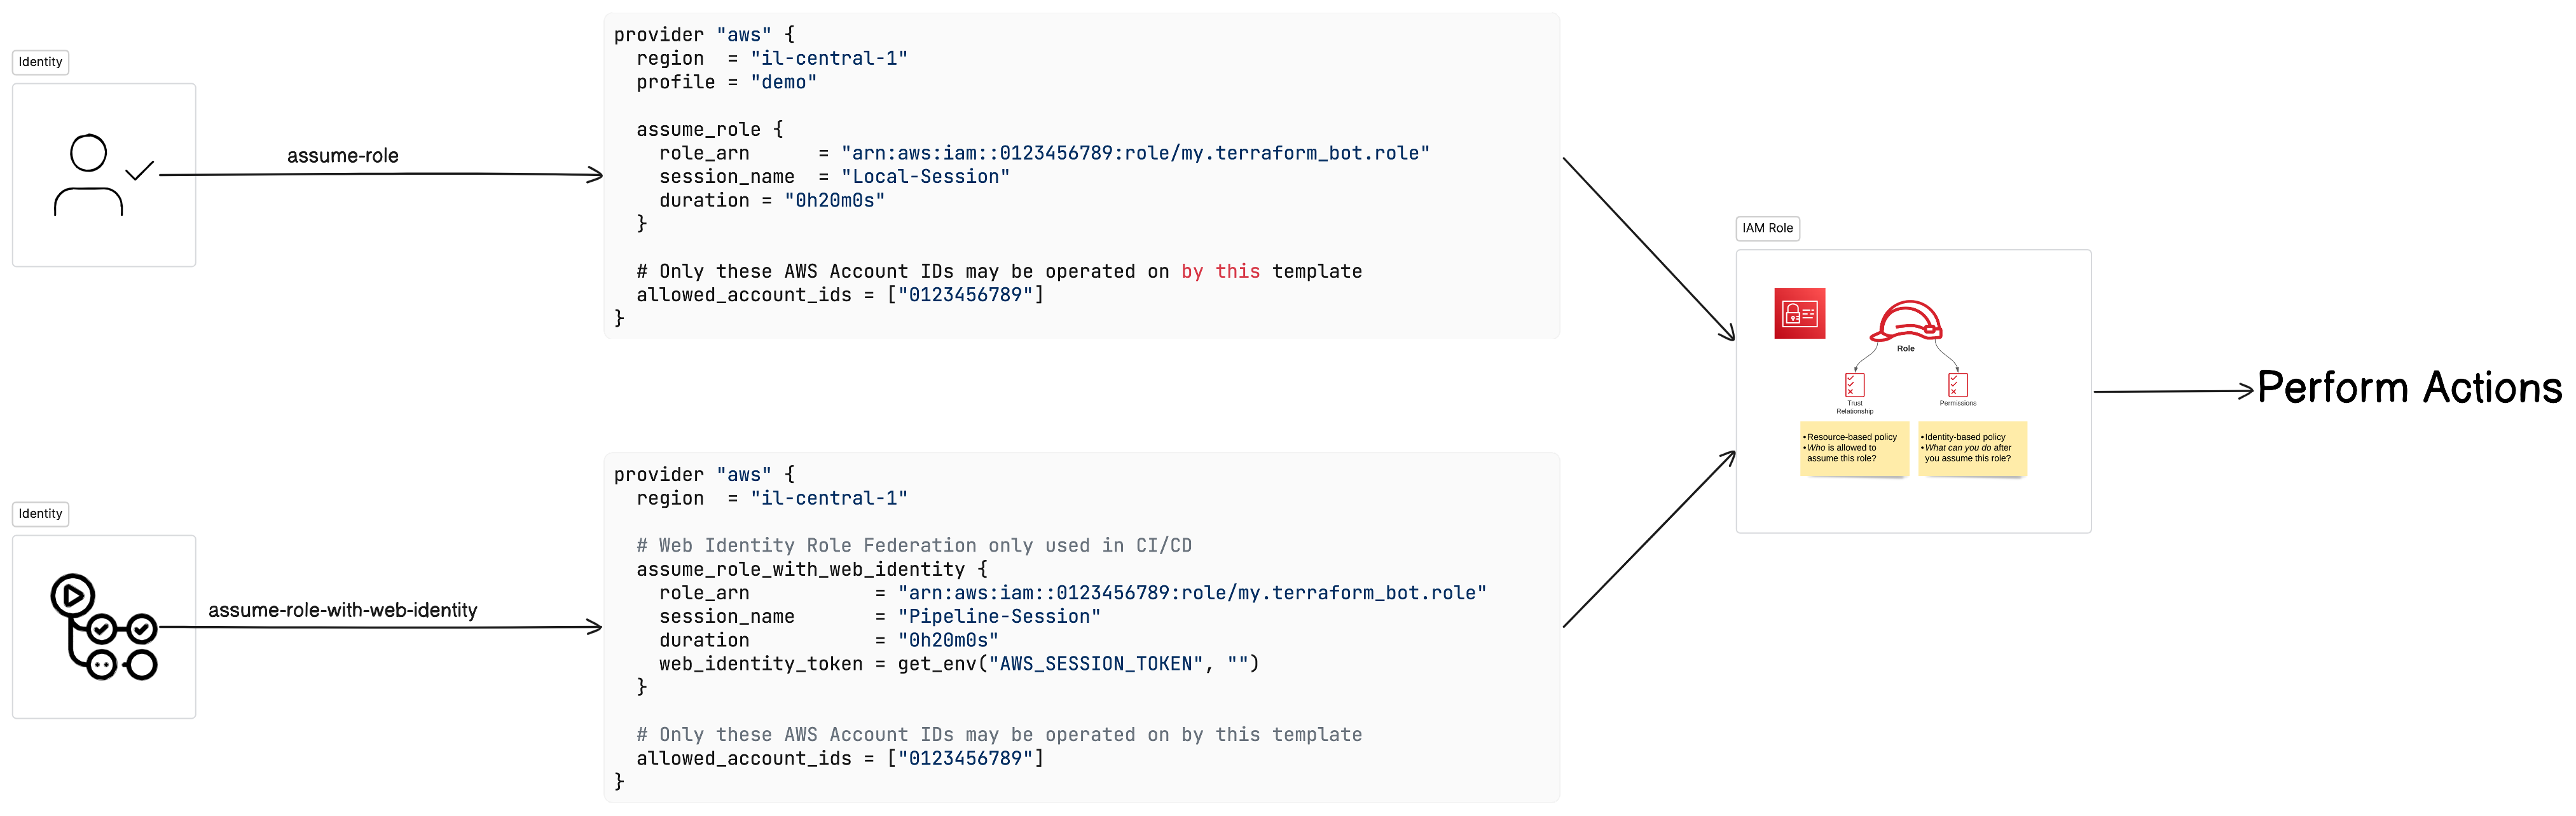 Identity
assume-role
provider "aws" {
  region  = "il-central-1"
  profile = "demo"
  assume_role {
    role_arn      = "arn:aws:iam::0123456789:role/my.terraform_bot.role"
    session_name  = "Local-Session"
    duration = "0h20m0s"
  }
  # Only these AWS Account IDs may be operated on by this template
  allowed_account_ids = ["0123456789"]
}
Identity
assume-role-with-web-identity
provider "aws" {
  region  = "il-central-1"
  # Web Identity Role Federation only used in CI/CD
  assume_role_with_web_identity {
    role_arn           = "arn:aws:iam::0123456789:role/my.terraform_bot.role"
    session_name       = "Pipeline-Session"
    duration           = "0h20m0s"
    web_identity_token = get_env("AWS_SESSION_TOKEN", "")
  }
  # Only these AWS Account IDs may be operated on by this template
  allowed_account_ids = ["0123456789"]
}
IAM Role
Role
Trust
Relationship
Permissions
•Resource-based policy
•Who is allowed to
assume this role?
•Identity-based policy
•What can you do after
you assume this role?
Perform Actions